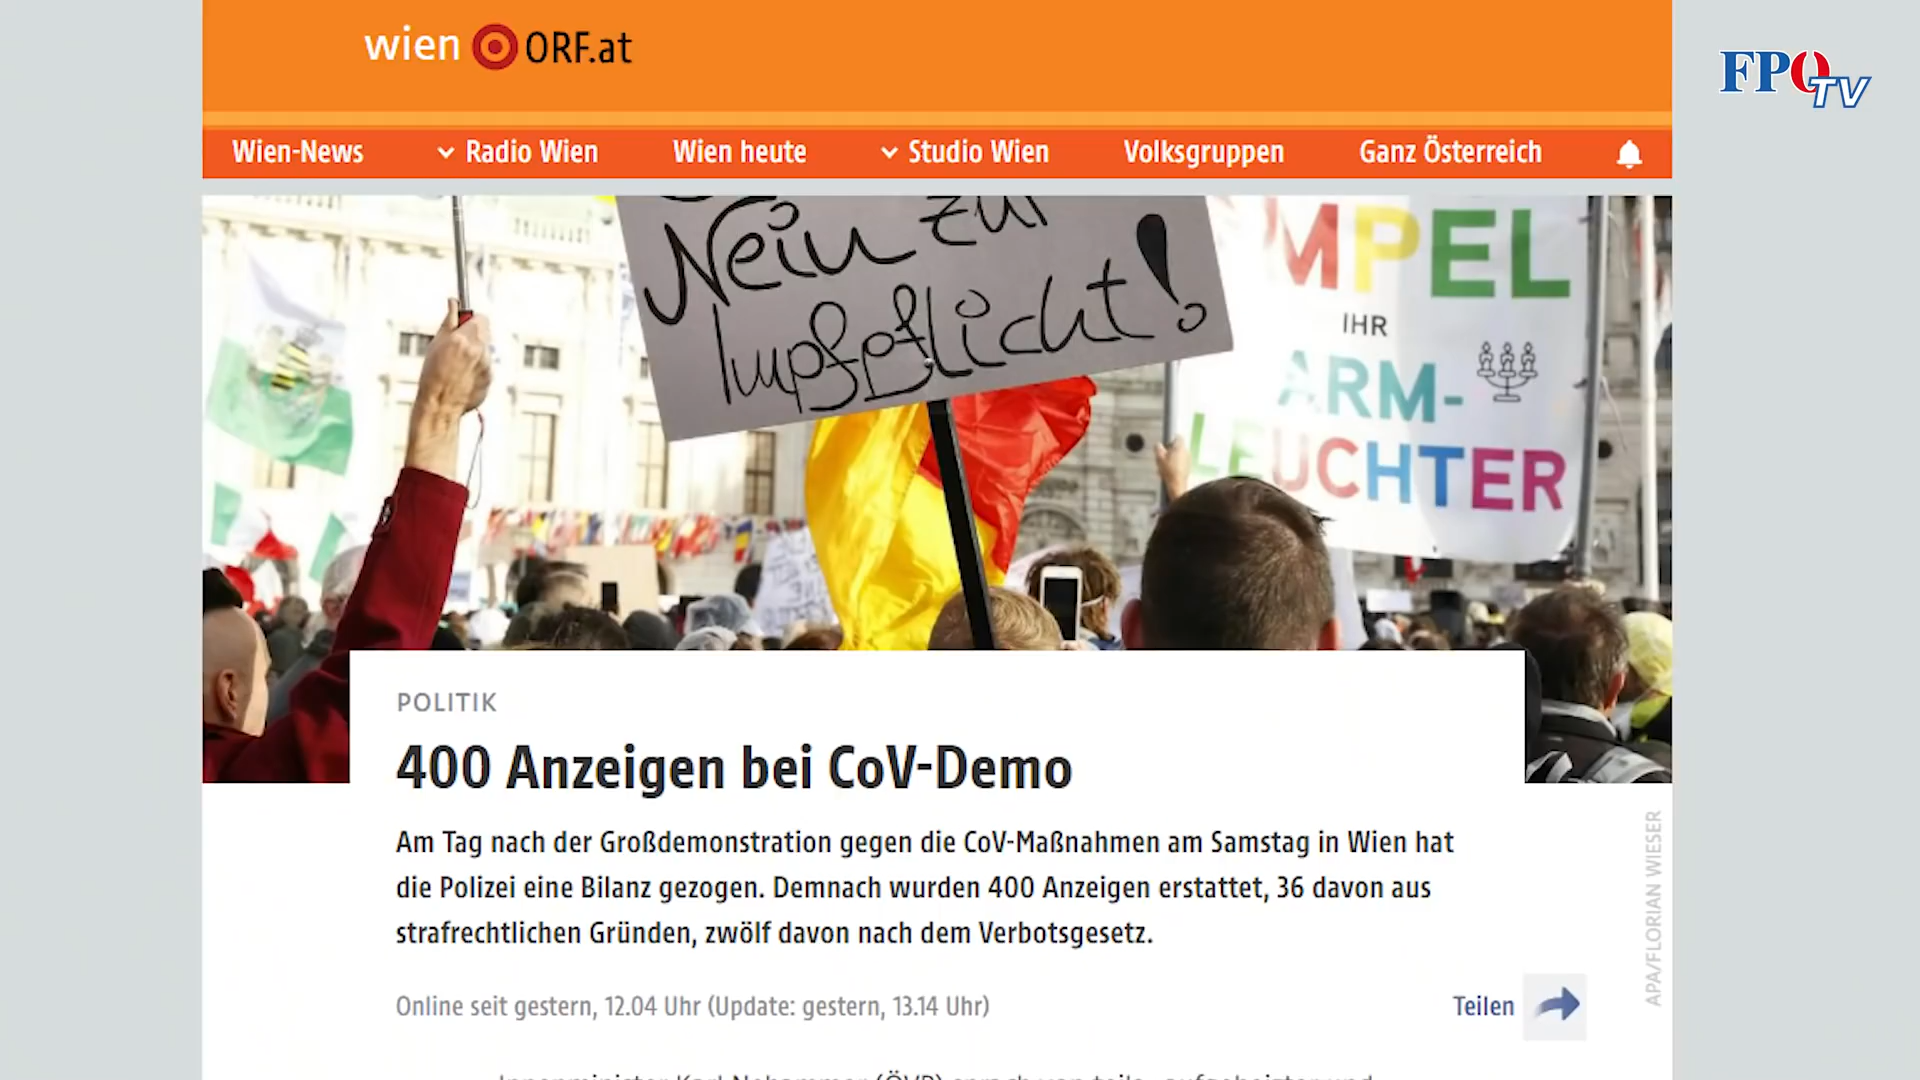 wien ORF.at
FPÖ TV
Wien-News
Radio Wien
Wien heute
Studio Wien
Volksgruppen
Ganz Österreich
Nein zur
Impfpflicht!
MPEL
IHR
ARM-
LEUCHTER
POLITIK
400 Anzeigen bei CoV-Demo
Am Tag nach der Großdemonstration gegen die CoV-Maßnahmen am Samstag in Wien hat
die Polizei eine Bilanz gezogen. Demnach wurden 400 Anzeigen erstattet, 36 davon aus
strafrechtlichen Gründen, zwölf davon nach dem Verbotsgesetz.
Online seit gestern, 12.04 Uhr (Update: gestern, 13.14 Uhr)
Teilen
APA/FLORIAN WIESER